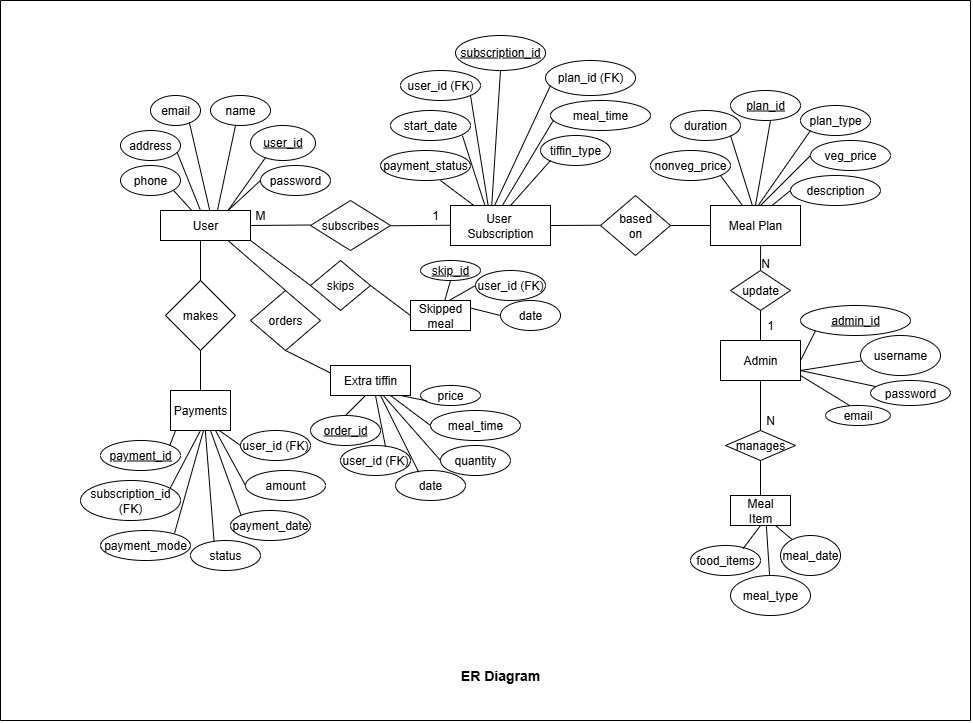 subscription_id
plan_id (FK)
user_id (FK)
meal_time
start_date
tiffin_type
payment_status
email
name
address
user_id
phone
password
plan_id
duration
plan_type
nonveg_price
veg_price
description
User
M
subscribes
1
User
Subscription
based
on
Meal Plan
skips
skip_id
user_id (FK)
Skipped
meal
date
N
update
1
makes
orders
admin_id
Admin
username
password
email
Extra tiffin
price
order_id
meal_time
user_id (FK)
quantity
date
Payments
payment_id
user_id (FK)
subscription_id
(FK)
amount
payment_date
payment_mode
status
N
manages
Meal
Item
food_items
meal_date
meal_type
ER Diagram